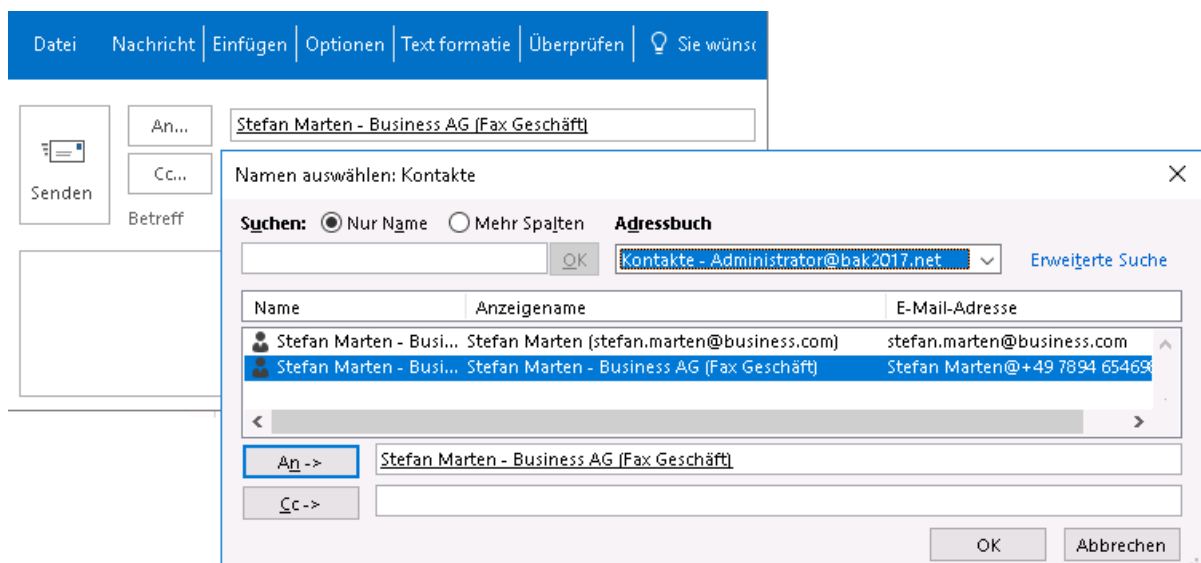 Datei Nachricht Einfügen Optionen Text formatie Überprüfen Sie wüns
An... Stefan Marten - Business AG (Fax Geschäft)
Senden
Cc...
Betreff
Namen auswählen: Kontakte
Suchen: Nur Name Mehr Spalten Adressbuch
OK Kontakte - Administrator@bak2017.net Erweiterte Suche
Name Anzeigename E-Mail-Adresse
Stefan Marten - Busi... Stefan Marten (stefan.marten@business.com) stefan.marten@business.com
Stefan Marten - Busi... Stefan Marten - Business AG (Fax Geschäft) Stefan Marten@+49 7894 65469
An -> Stefan Marten - Business AG (Fax Geschäft)
Cc ->
OK Abbrechen